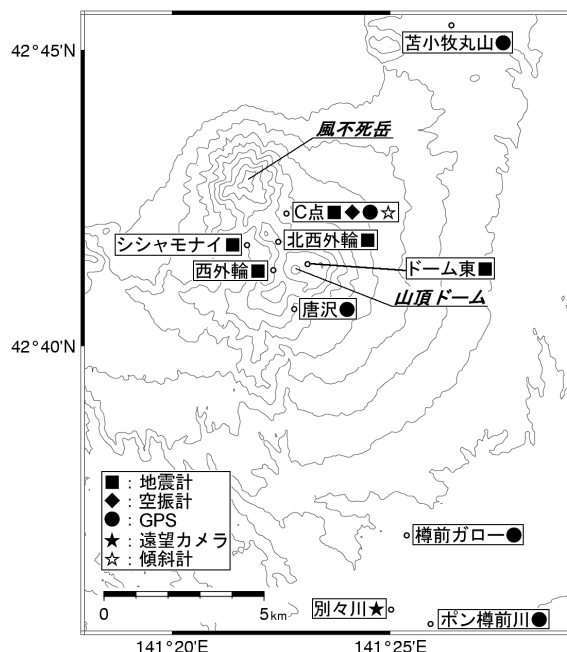 42°45'N
苫小牧丸山●
風不死岳
C点■◆●☆
シシャモナイ■
北西外輪■
西外輪■
ドーム東■
山頂ドーム
唐沢●
42°40'N
■：地震計
◆：空振計
●：GPS
★：遠望カメラ
☆：傾斜計
樽前ガロー●
0 5km
別々川★
ポン樽前川●
141°20'E 141°25'E